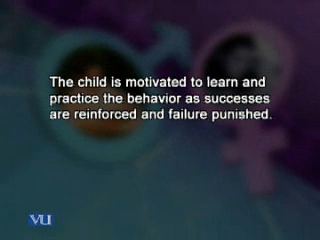 The child is motivated to learn and
practice the behavior as successes
are reinforced and failure punished.
VU